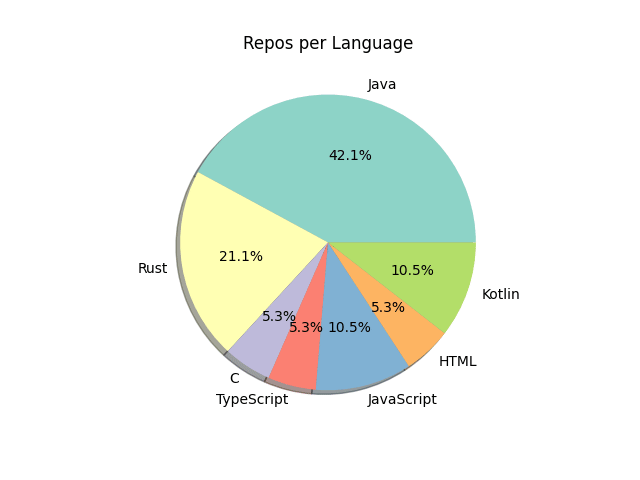 Repos per Language
Java
42.1%
21.1%
Rust
10.5%
Kotlin
5.3%
5.3%
5.3%
10.5%
HTML
C
TypeScript
JavaScript